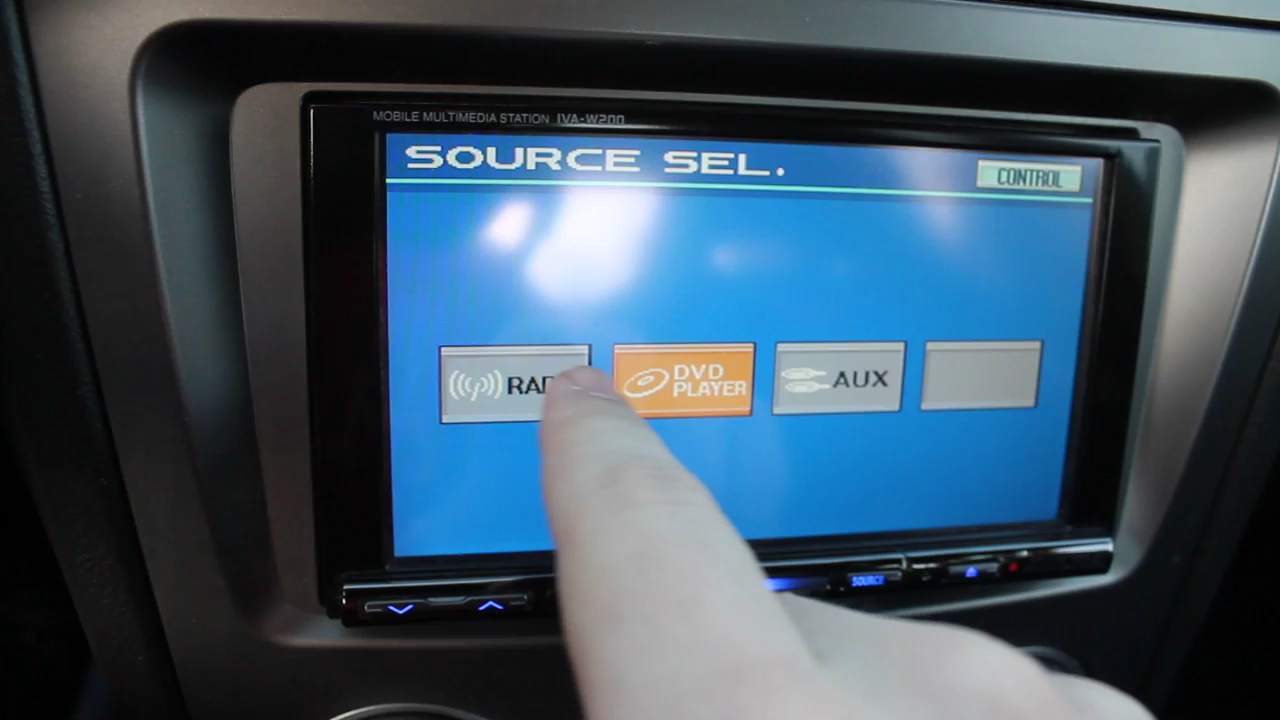 MOBILE MULTIMEDIA STATION IVA-W200
SOURCE SEL.
CONTROL
RAD
DVD
PLAYER
AUX
SOURCE